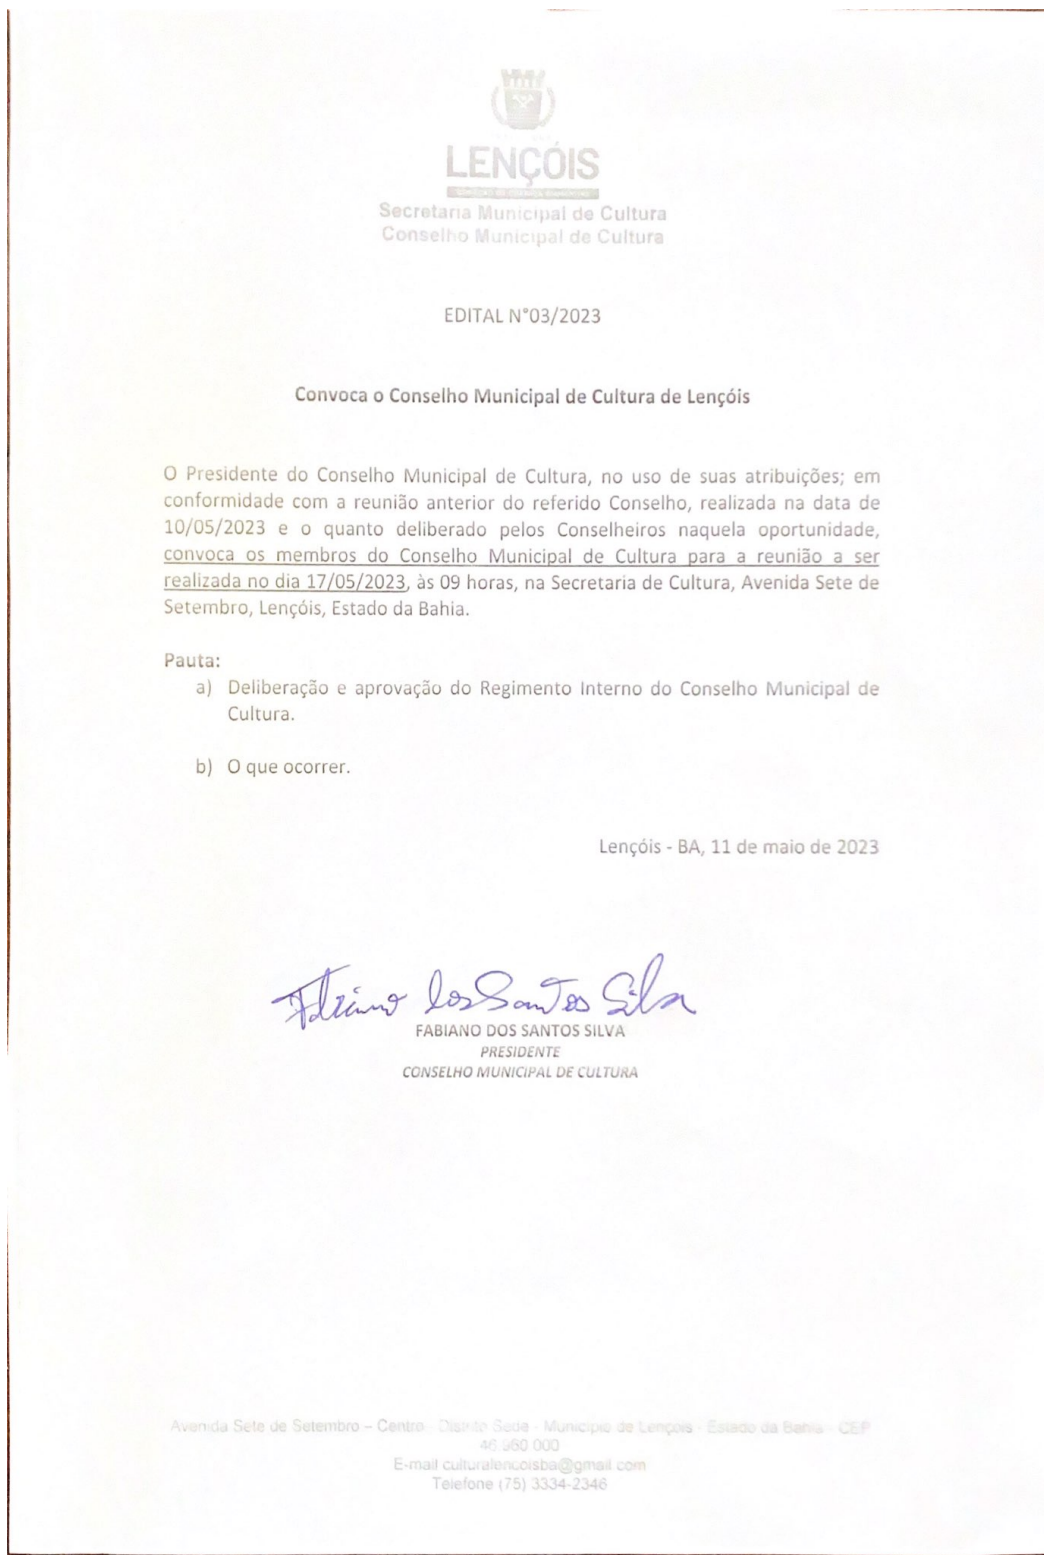 LENÇÓIS
Secretaria Municipal de Cultura
Conselho Municipal de Cultura
EDITAL N°03/2023
Convoca o Conselho Municipal de Cultura de Lençóis
O Presidente do Conselho Municipal de Cultura, no uso de suas atribuições; em
conformidade com a reunião anterior do referido Conselho, realizada na data de
10/05/2023 e o quanto deliberado pelos Conselheiros naquela oportunidade,
convoca os membros do Conselho Municipal de Cultura para a reunião a ser
realizada no dia 17/05/2023, às 09 horas, na Secretaria de Cultura, Avenida Sete de
Setembro, Lençóis, Estado da Bahia.
Pauta:
a) Deliberação e aprovação do Regimento Interno do Conselho Municipal de
Cultura.
b) O que ocorrer.
Lençóis - BA, 11 de maio de 2023
Fabiano dos Santos Silva
FABIANO DOS SANTOS SILVA
PRESIDENTE
CONSELHO MUNICIPAL DE CULTURA
Avenida Sete de Setembro – Centro - Distrito Sede - Município de Lençóis - Estado da Bahia - CEP
46.960 000
E-mail culturalencoisba@gmail.com
Telefone (75) 3334-2346